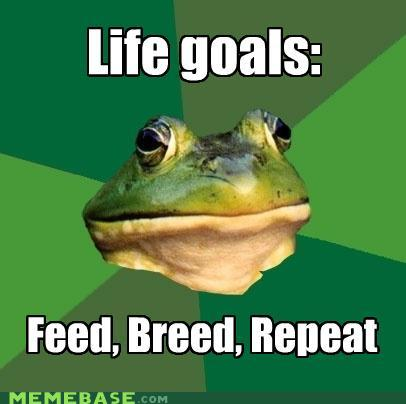 Life goals:
Feed, Breed, Repeat
MEMEBASE.COM